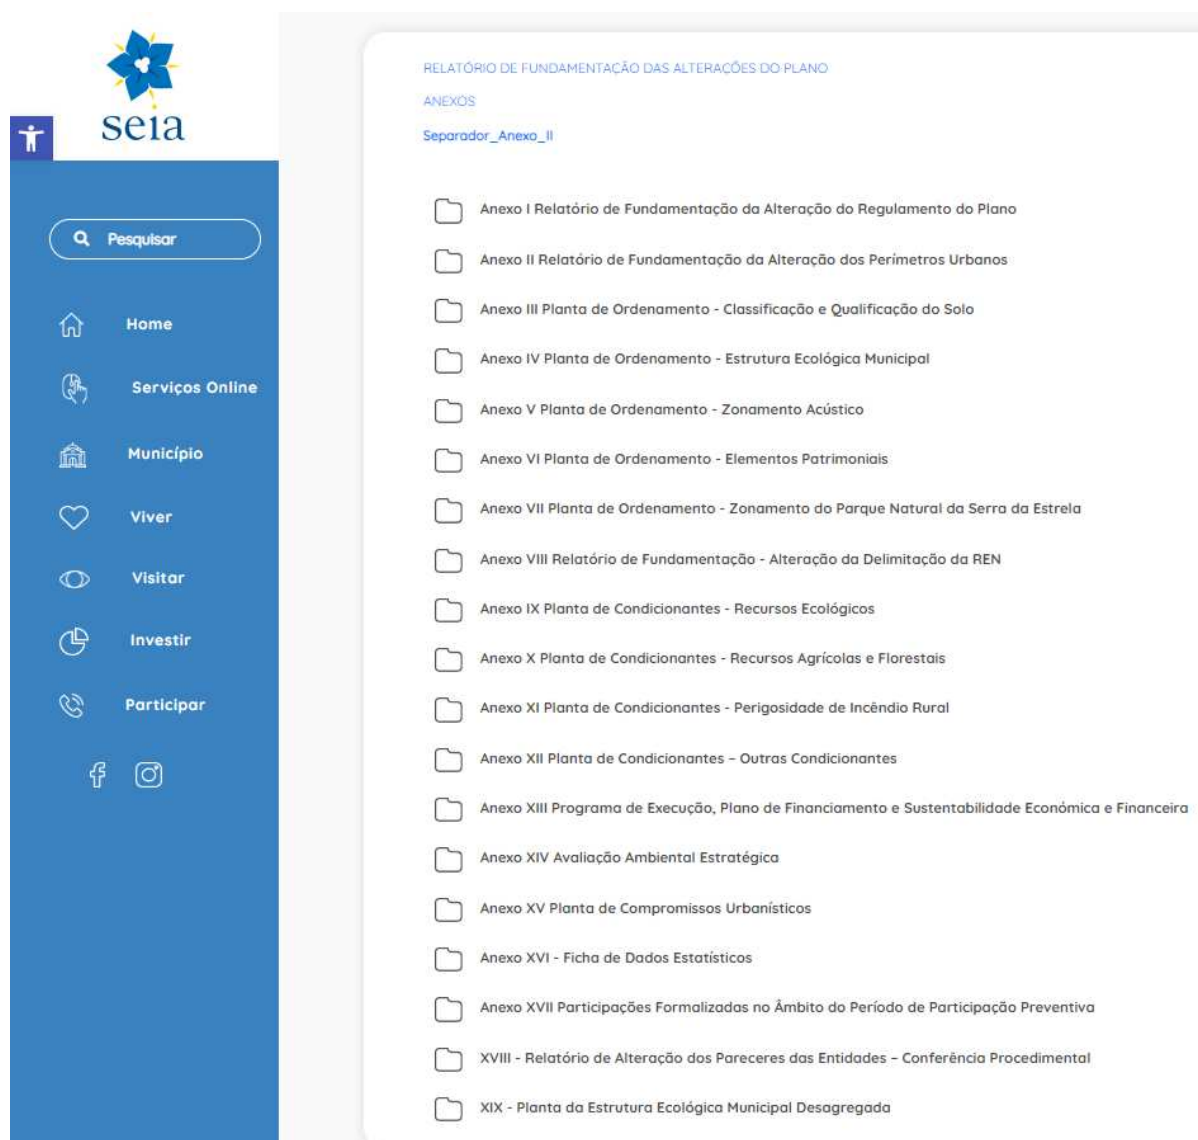 seia
Pesquisar
Home
Serviços Online
Município
Viver
Visitar
Investir
Participar
RELATÓRIO DE FUNDAMENTAÇÃO DAS ALTERAÇÕES DO PLANO
ANEXOS
Separador_Anexo_II
Anexo I Relatório de Fundamentação da Alteração do Regulamento do Plano
Anexo II Relatório de Fundamentação da Alteração dos Perímetros Urbanos
Anexo III Planta de Ordenamento - Classificação e Qualificação do Solo
Anexo IV Planta de Ordenamento - Estrutura Ecológica Municipal
Anexo V Planta de Ordenamento - Zonamento Acústico
Anexo VI Planta de Ordenamento - Elementos Patrimoniais
Anexo VII Planta de Ordenamento - Zonamento do Parque Natural da Serra da Estrela
Anexo VIII Relatório de Fundamentação - Alteração da Delimitação da REN
Anexo IX Planta de Condicionantes - Recursos Ecológicos
Anexo X Planta de Condicionantes - Recursos Agrícolas e Florestais
Anexo XI Planta de Condicionantes - Perigosidade de Incêndio Rural
Anexo XII Planta de Condicionantes – Outras Condicionantes
Anexo XIII Programa de Execução, Plano de Financiamento e Sustentabilidade Económica e Financeira
Anexo XIV Avaliação Ambiental Estratégica
Anexo XV Planta de Compromissos Urbanísticos
Anexo XVI - Ficha de Dados Estatísticos
Anexo XVII Participações Formalizadas no Âmbito do Período de Participação Preventiva
XVIII - Relatório de Alteração dos Pareceres das Entidades – Conferência Procedimental
XIX - Planta da Estrutura Ecológica Municipal Desagregada